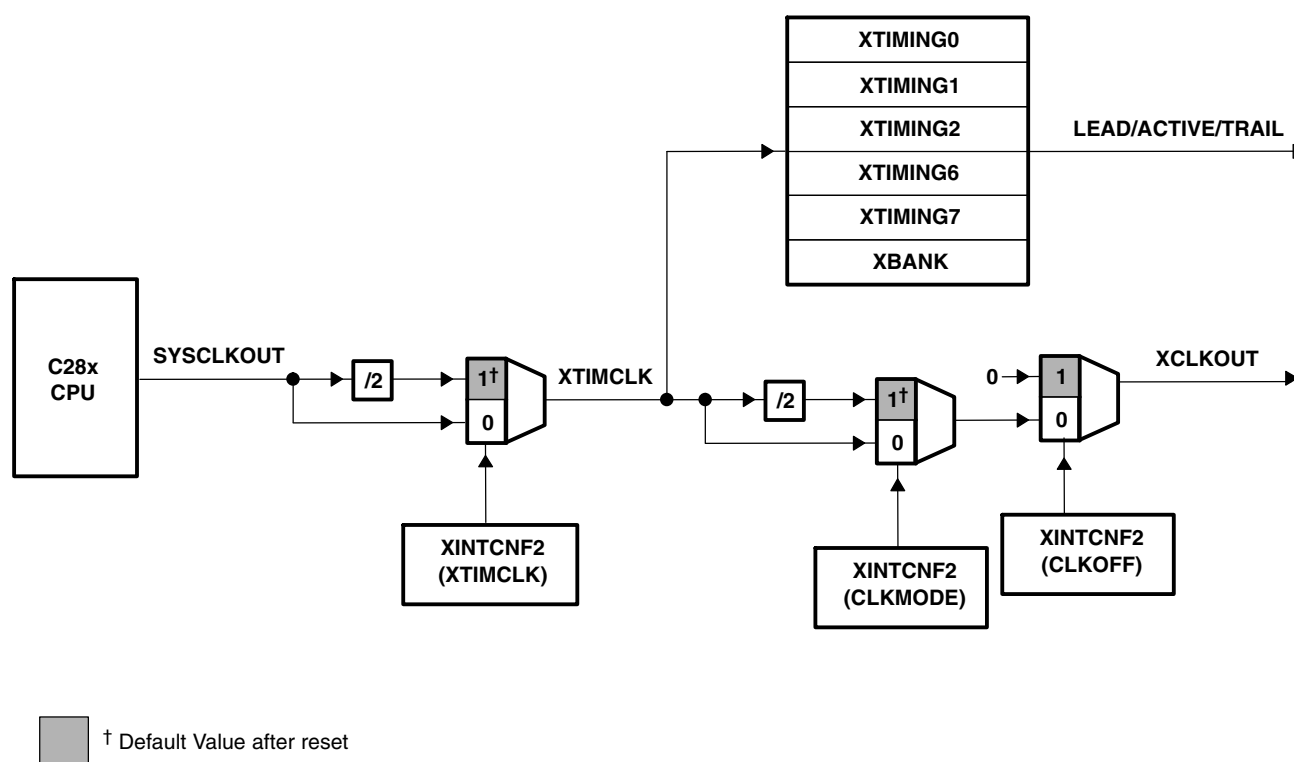 XTIMING0
XTIMING1
XTIMING2
XTIMING6
XTIMING7
XBANK
LEAD/ACTIVE/TRAIL
C28x
CPU
SYSCLKOUT
/2
1†
0
XTIMCLK
/2
1†
0
0
1
0
XCLKOUT
XINTCNF2
(XTIMCLK)
XINTCNF2
(CLKMODE)
XINTCNF2
(CLKOFF)
† Default Value after reset